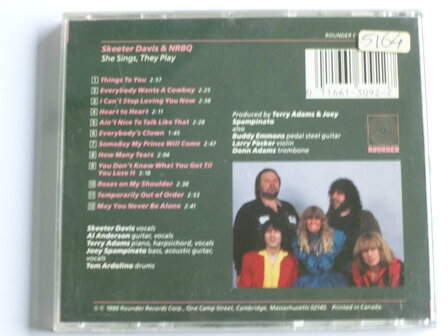 Skeeter Davis & NRBQ
She Sings, They Play
ROUNDER C
5164
0 11661-3092-2
1 Things To You 2:57
2 Everybody Wants A Cowboy 2:25
3 I Can't Stop Loving You Now 2:58
4 Heart to Heart 2:11
5 Ain't Nice To Talk Like That 2:28
6 Everybody's Clown 1:45
7 Someday My Prince Will Come 2:47
8 How Many Tears 2:04
9 You Don't Know What You Got Til
You Lose It 3:18
10 Roses on My Shoulder 2:38
11 Temporarily Out of Order 2:53
12 May You Never Be Alone 2:41
Produced by Terry Adams & Joey
Spampinato
also
Buddy Emmons pedal steel guitar
Larry Packer violin
Donn Adams trombone
ROUNDER
Skeeter Davis vocals
Al Anderson guitar, vocals
Terry Adams piano, harpsichord, vocals
Joey Spampinato bass, acoustic guitar,
vocals
Tom Ardolino drums
℗ © 1986 Rounder Records Corp., One Camp Street, Cambridge, Massachusetts 02140. Printed in Canada.